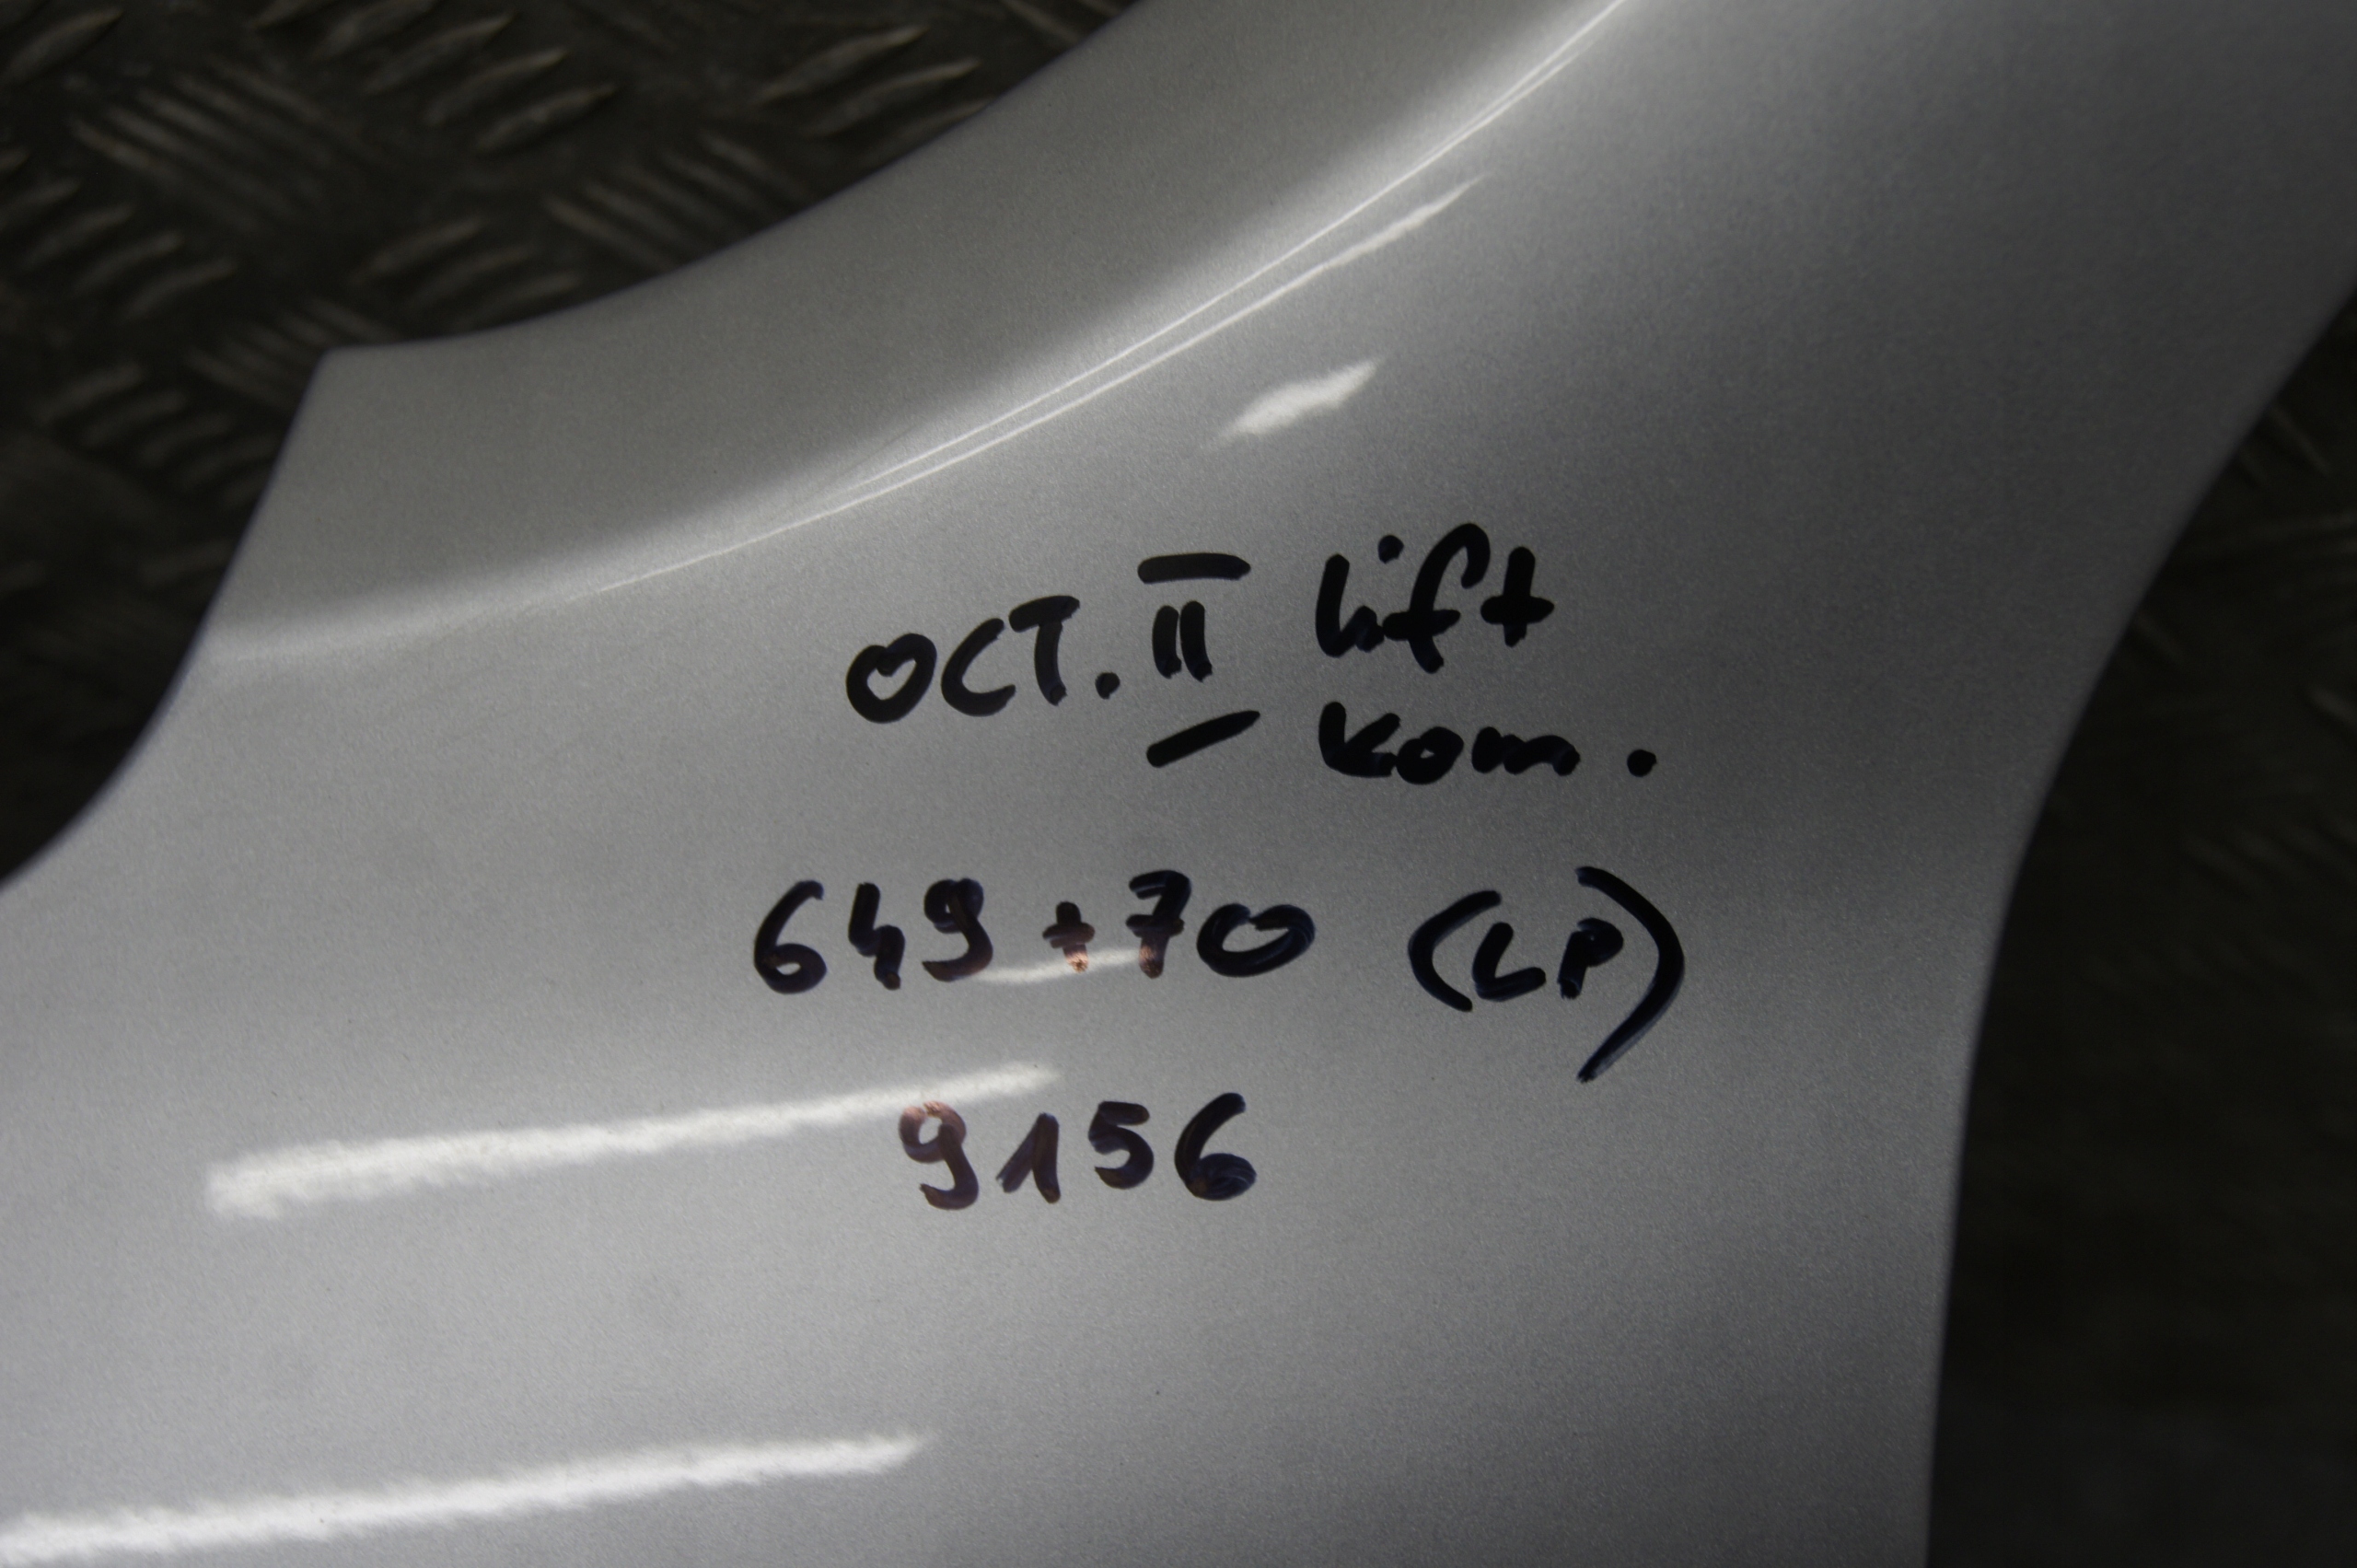 OCT. II lift
kom.
649+70 (LP)
9156